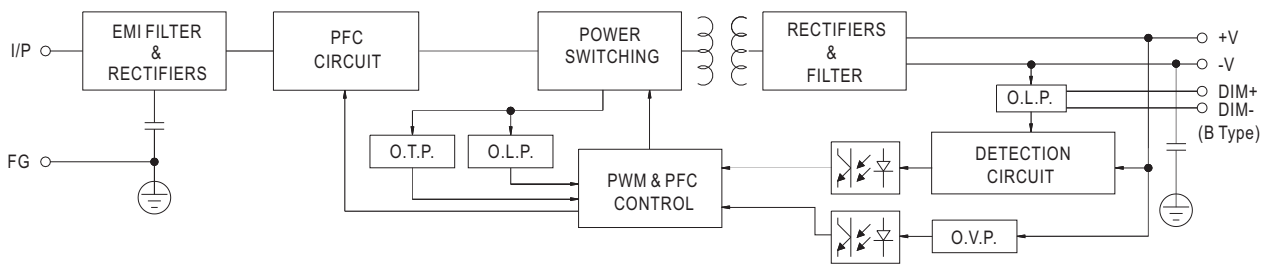 I/P
EMI FILTER
&
RECTIFIERS
PFC
CIRCUIT
POWER
SWITCHING
RECTIFIERS
&
FILTER
+V
-V
DIM+
DIM-
(B Type)
O.L.P.
FG
O.T.P.
O.L.P.
PWM & PFC
CONTROL
DETECTION
CIRCUIT
O.V.P.